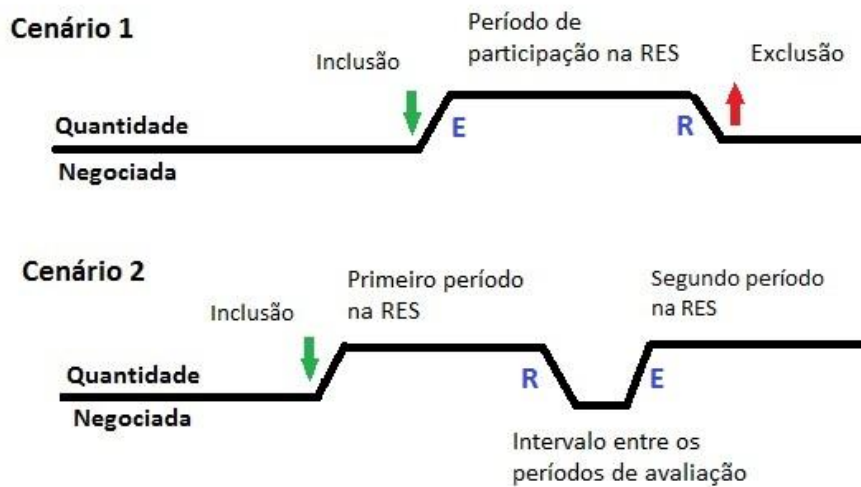 Cenário 1
Período de
participação na RES
Inclusão
Exclusão
Quantidade
E
R
Negociada
Cenário 2
Primeiro período
na RES
Segundo período
na RES
Inclusão
Quantidade
R
E
Negociada
Intervalo entre os
períodos de avaliação